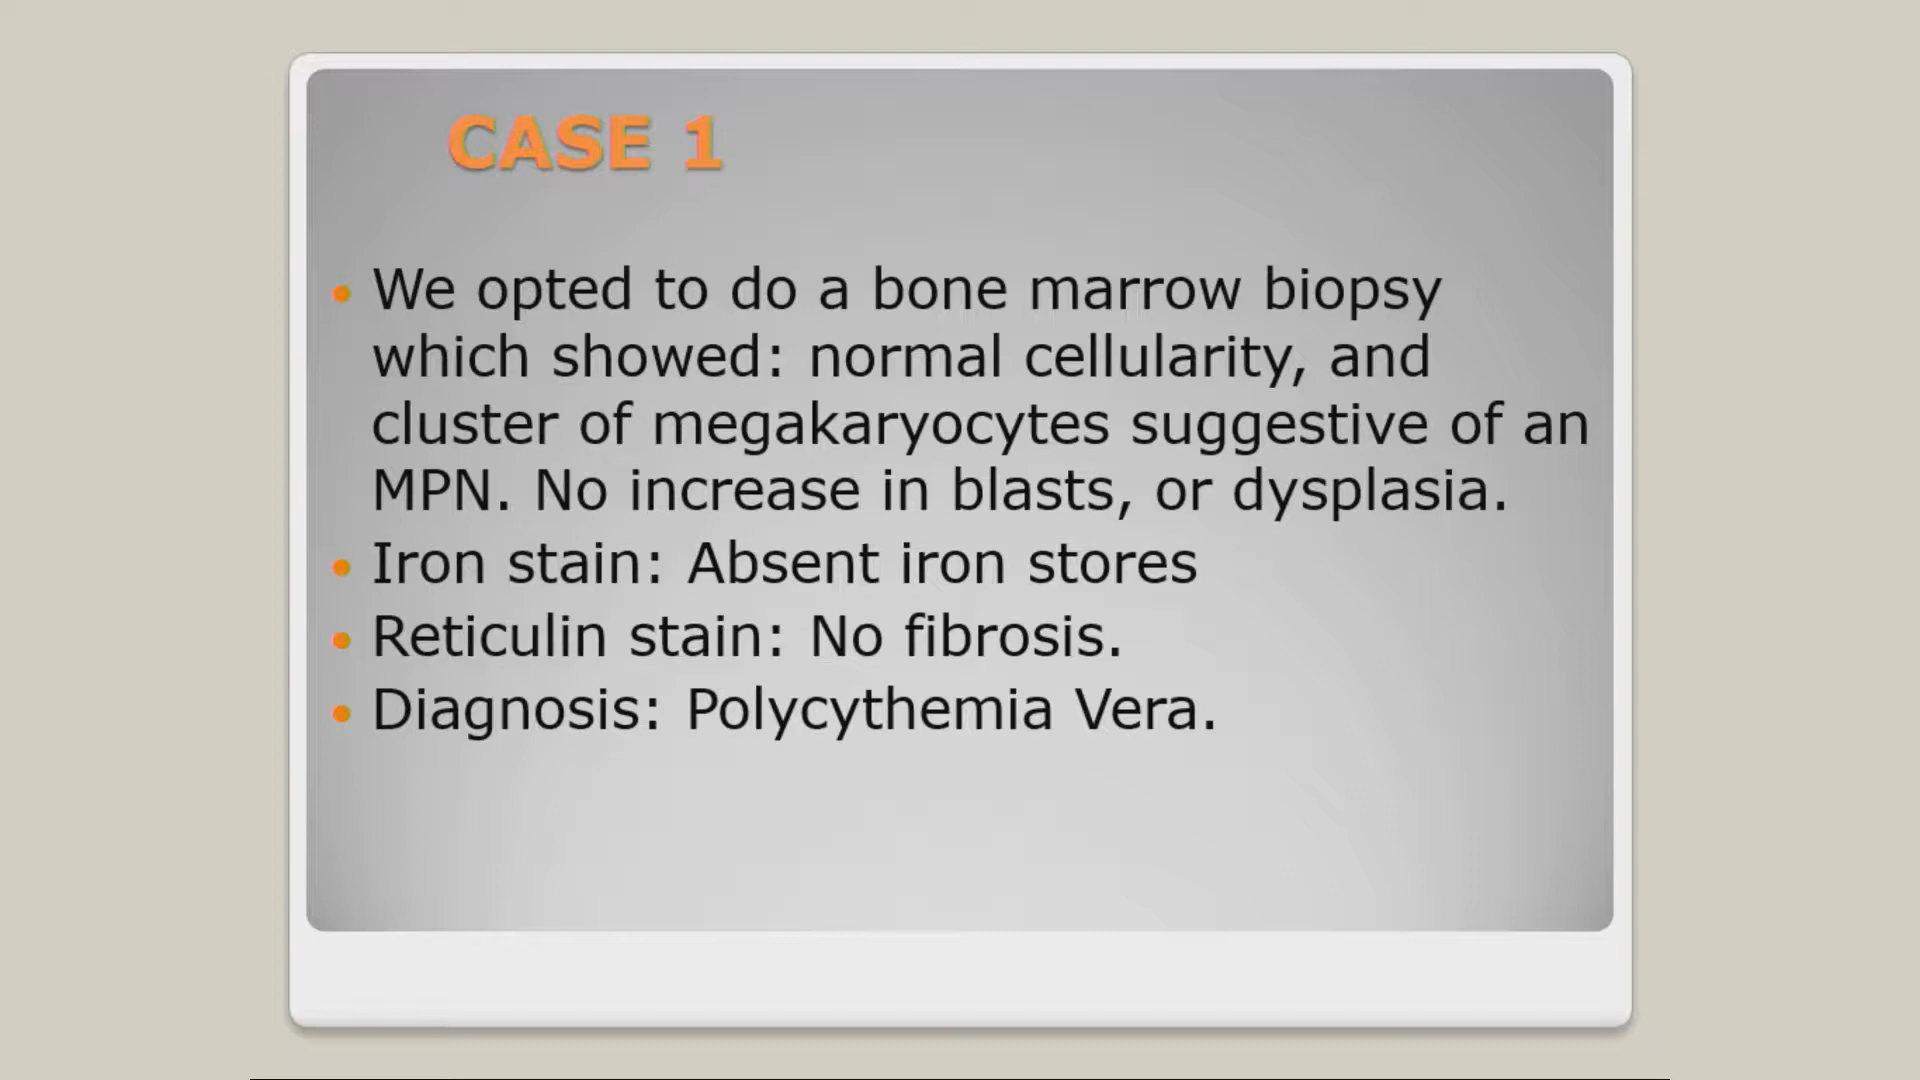 CASE 1
• We opted to do a bone marrow biopsy
which showed: normal cellularity, and
cluster of megakaryocytes suggestive of an
MPN. No increase in blasts, or dysplasia.
• Iron stain: Absent iron stores
• Reticulin stain: No fibrosis.
• Diagnosis: Polycythemia Vera.